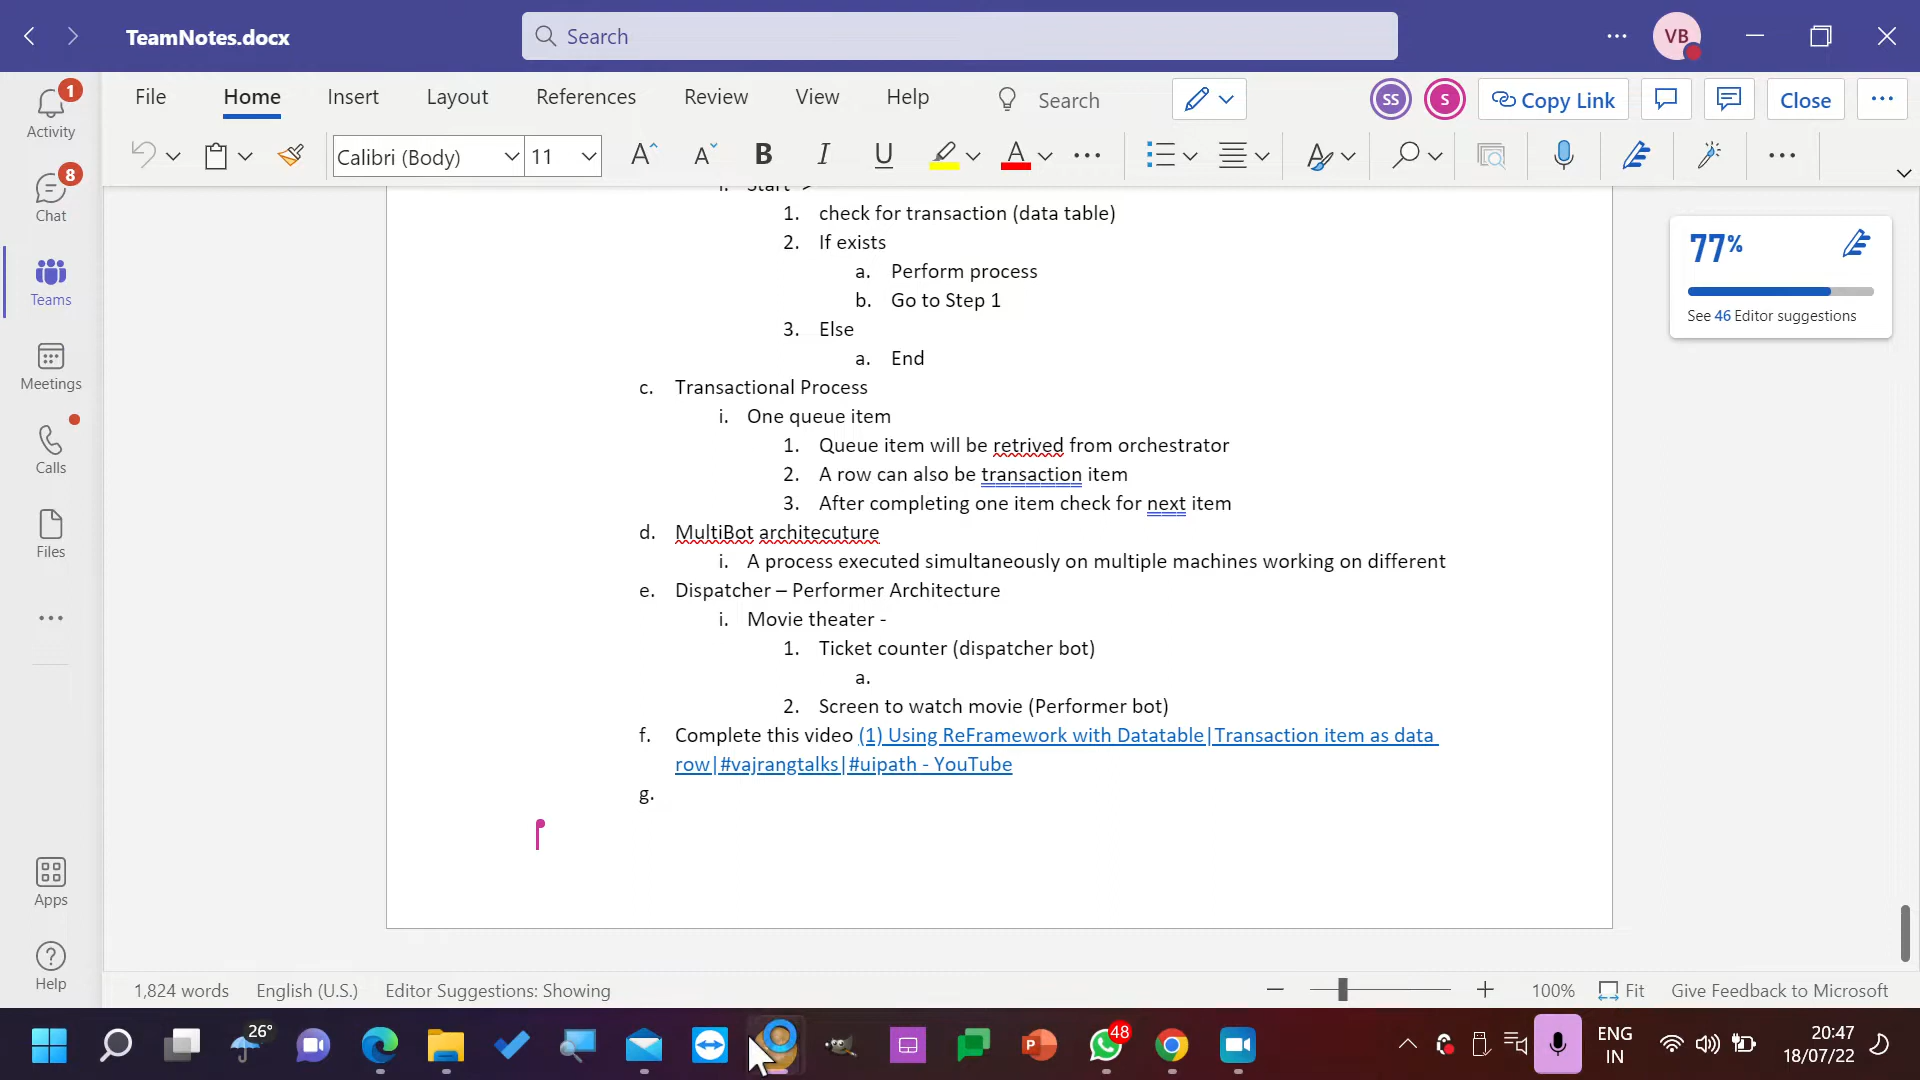 TeamNotes.docx
Search
VB
1
Activity
8
Chat
Teams
Meetings
Calls
Files
Apps
Help
File Home Insert Layout References Review View Help Search
SS S Copy Link Close
Calibri (Body) 11 A A B I U A
i. Start ->
1. check for transaction (data table)
2. If exists
a. Perform process
b. Go to Step 1
3. Else
a. End
c. Transactional Process
i. One queue item
1. Queue item will be retrived from orchestrator
2. A row can also be transaction item
3. After completing one item check for next item
d. MultiBot architecuture
i. A process executed simultaneously on multiple machines working on different
e. Dispatcher – Performer Architecture
i. Movie theater -
1. Ticket counter (dispatcher bot)
a.
2. Screen to watch movie (Performer bot)
f. Complete this video (1) Using ReFramework with Datatable|Transaction item as data
row|#vajrangtalks|#uipath - YouTube
g.
77%
See 46 Editor suggestions
1,824 words English (U.S.) Editor Suggestions: Showing 100% Fit Give Feedback to Microsoft
26°
48
ENG
IN
20:47
18/07/22